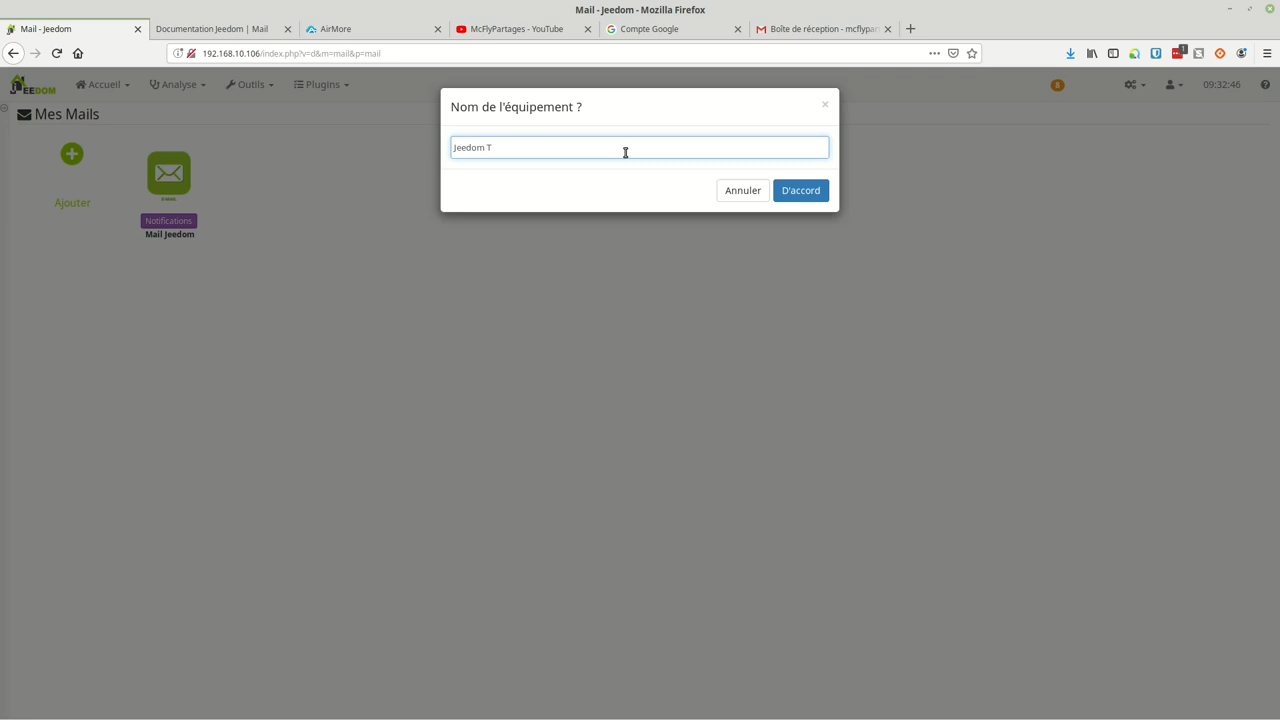 Mail - Jeedom - Mozilla Firefox
Mail - Jeedom
Documentation Jeedom | Mail
AirMore
McFlyPartages - YouTube
Compte Google
Boîte de réception - mcflypar
192.168.10.106/index.php?v=d&m=mail&p=mail
1
JEEDOM
Accueil
Analyse
Outils
Plugins
8
09:32:46
Mes Mails
Ajouter
Notifications
Mail Jeedom
Nom de l'équipement ?
×
Jeedom T
Annuler
D'accord